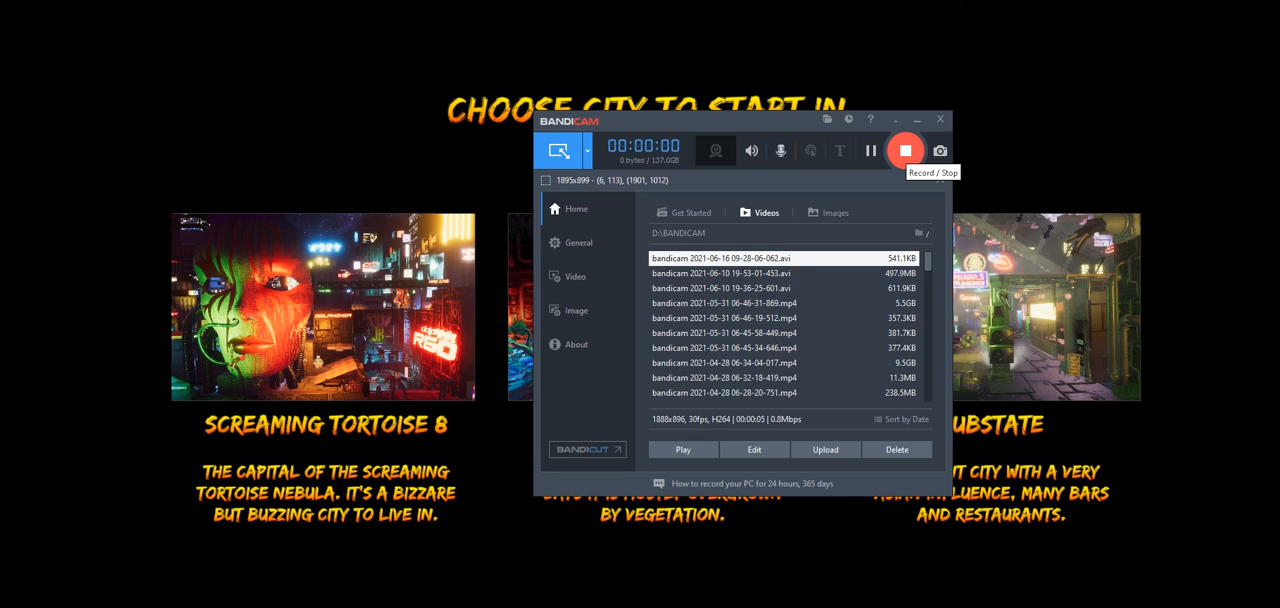 CHOOSE CITY TO START IN
BANDICAM
?
00:00:00
0 bytes / 137.0GB
T
Record / Stop
1895x899 - (6, 113), (1901, 1012)
Home
General
Video
Image
About
BANDICUT
Get Started
Videos
Images
D:\BANDICAM
/
bandicam 2021-06-16 09-28-06-062.avi 541.1KB
bandicam 2021-06-10 19-53-01-453.avi 497.9MB
bandicam 2021-06-10 19-36-25-601.avi 611.9KB
bandicam 2021-05-31 06-46-31-869.mp4 5.5GB
bandicam 2021-05-31 06-46-19-512.mp4 357.3KB
bandicam 2021-05-31 06-45-58-449.mp4 381.7KB
bandicam 2021-05-31 06-45-34-646.mp4 377.4KB
bandicam 2021-04-28 06-34-04-017.mp4 9.5GB
bandicam 2021-04-28 06-32-18-419.mp4 11.3MB
bandicam 2021-04-28 06-28-20-751.mp4 238.5MB
1888x896, 30fps, H264 | 00:00:05 | 0.8Mbps
Sort by Date
Play
Edit
Upload
Delete
How to record your PC for 24 hours, 365 days
SCREAMING TORTOISE 8
THE CAPITAL OF THE SCREAMING
TORTOISE NEBULA. IT'S A BIZZARE
BUT BUZZING CITY TO LIVE IN.
BY VEGETATION.
UBSTATE
T CITY WITH A VERY
LUENCE, MANY BARS
AND RESTAURANTS.